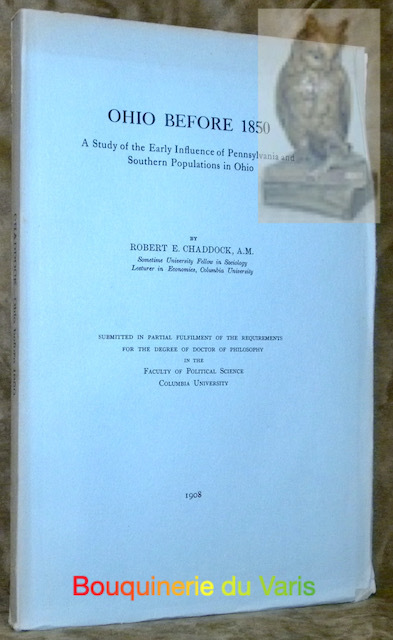 OHIO BEFORE 1850
A Study of the Early Influence of Pennsylvania and
Southern Populations in Ohio
BY
ROBERT E. CHADDOCK, A.M.
Sometime University Fellow in Sociology
Lecturer in Economics, Columbia University
SUBMITTED IN PARTIAL FULFILMENT OF THE REQUIREMENTS
FOR THE DEGREE OF DOCTOR OF PHILOSOPHY
IN THE
FACULTY OF POLITICAL SCIENCE
COLUMBIA UNIVERSITY
1908
CHADDOCK
Bouquinerie du Varis